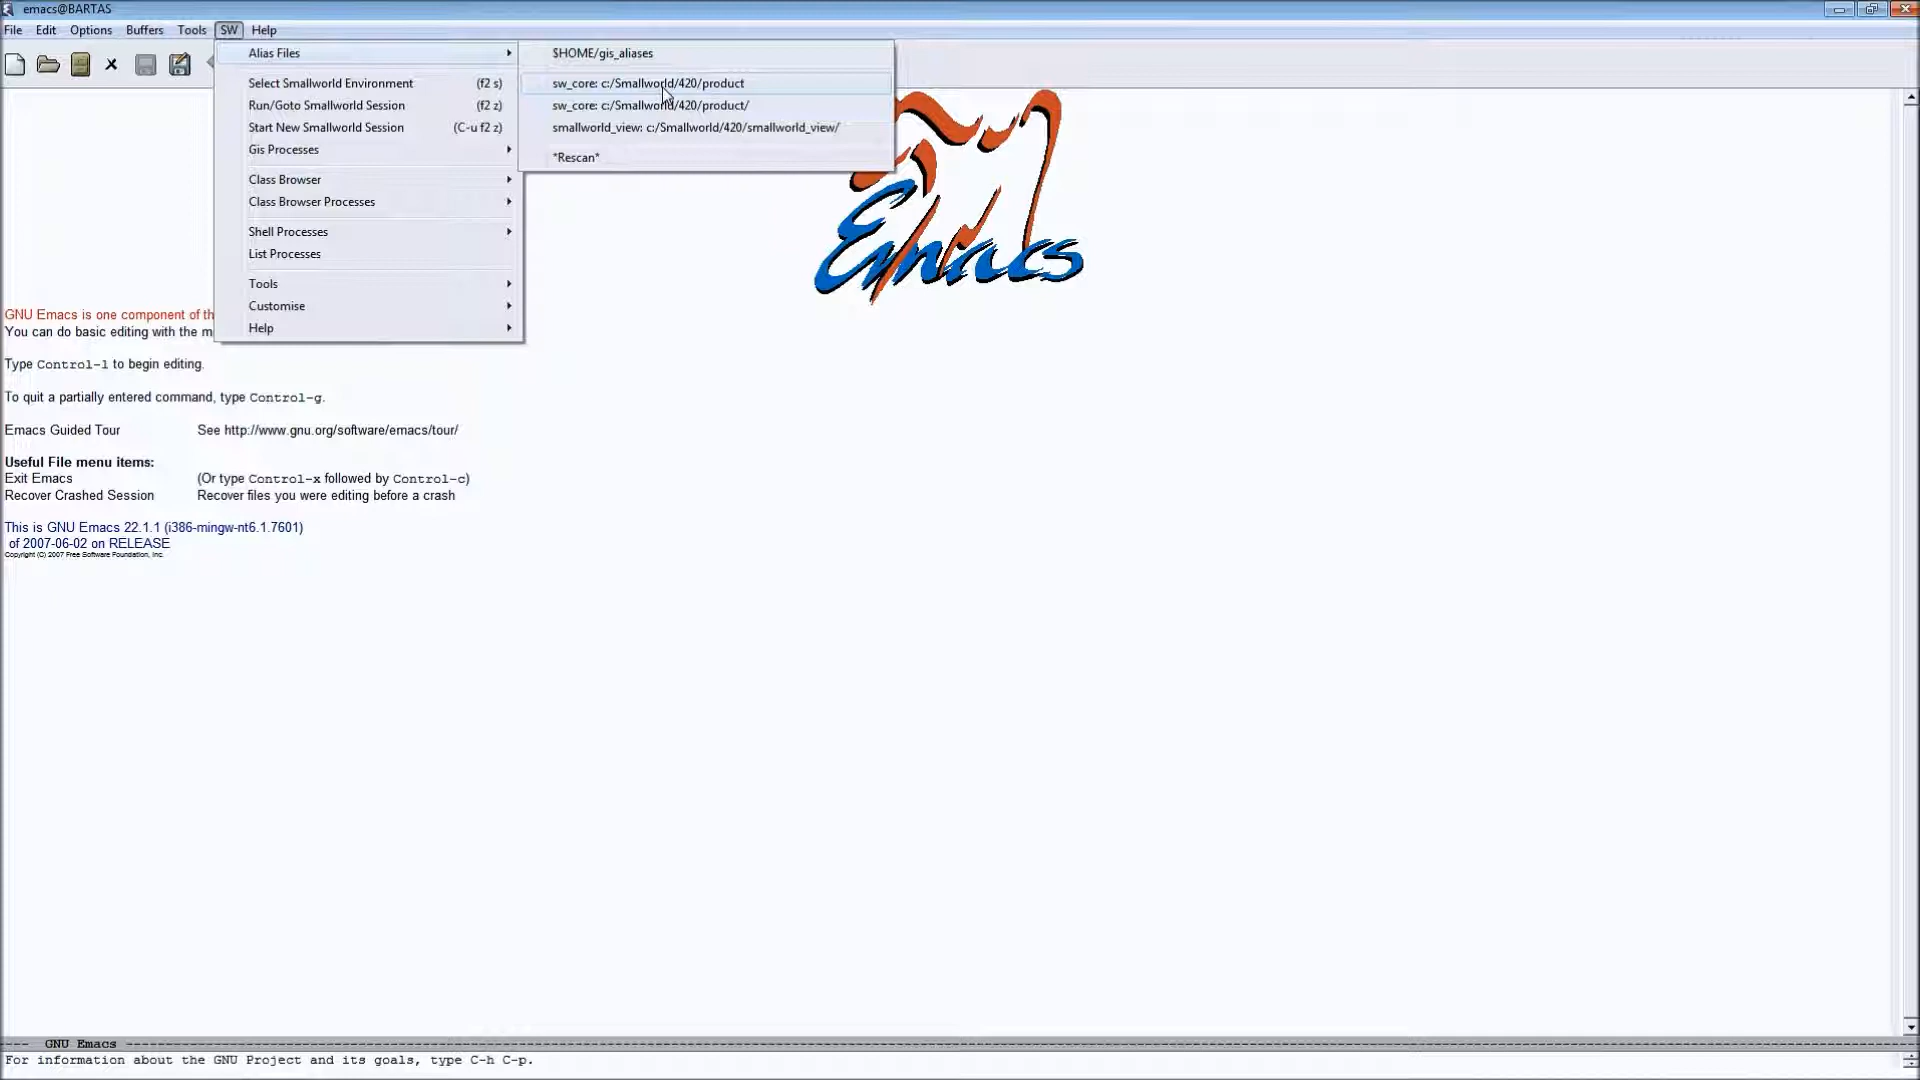 emacs@BARTAS
File Edit Options Buffers Tools SW Help
Alias Files
Select Smallworld Environment (f2 s)
Run/Goto Smallworld Session (f2 z)
Start New Smallworld Session (C-u f2 z)
Gis Processes
Class Browser
Class Browser Processes
Shell Processes
List Processes
Tools
Customise
Help
$HOME/gis_aliases
sw_core: c:/Smallworld/420/product
sw_core: c:/Smallworld/420/product/
smallworld_view: c:/Smallworld/420/smallworld_view/
*Rescan*
Emacs
GNU Emacs is one component of th
You can do basic editing with the m
Type Control-l to begin editing.
To quit a partially entered command, type Control-g.
Emacs Guided Tour See http://www.gnu.org/software/emacs/tour/
Useful File menu items:
Exit Emacs (Or type Control-x followed by Control-c)
Recover Crashed Session Recover files you were editing before a crash
This is GNU Emacs 22.1.1 (i386-mingw-nt6.1.7601)
of 2007-06-02 on RELEASE
Copyright (C) 2007 Free Software Foundation, Inc.
GNU Emacs
For information about the GNU Project and its goals, type C-h C-p.